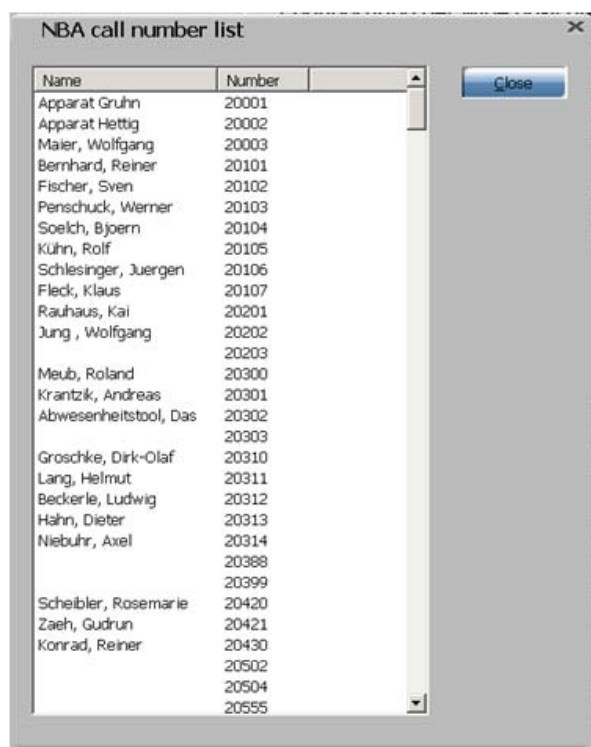 NBA call number list
Name Number
Close
Apparat Gruhn 20001
Apparat Hettig 20002
Maier, Wolfgang 20003
Bernhard, Reiner 20101
Fischer, Sven 20102
Penschuck, Werner 20103
Soelch, Bjoern 20104
Kühn, Rolf 20105
Schlesinger, Juergen 20106
Fleck, Klaus 20107
Rauhaus, Kai 20201
Jung , Wolfgang 20202
20203
Meub, Roland 20300
Krantzik, Andreas 20301
Abwesenheitstool, Das 20302
20303
Groschke, Dirk-Olaf 20310
Lang, Helmut 20311
Beckerle, Ludwig 20312
Hahn, Dieter 20313
Niebuhr, Axel 20314
20388
20399
Scheibler, Rosemarie 20420
Zaeh, Gudrun 20421
Konrad, Reiner 20430
20502
20504
20555